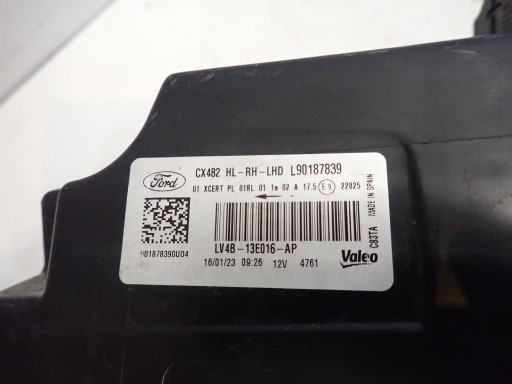 Ford
CX482 HL-RH-LHD L90187839
01 XCERT PL 01RL 01 1a 02 A 17.5 E9 22825
LV4B-13E016-AP
H01878390U04
16/01/23 09:26 12V 4761
Valeo
C83TA MADE IN SPAIN